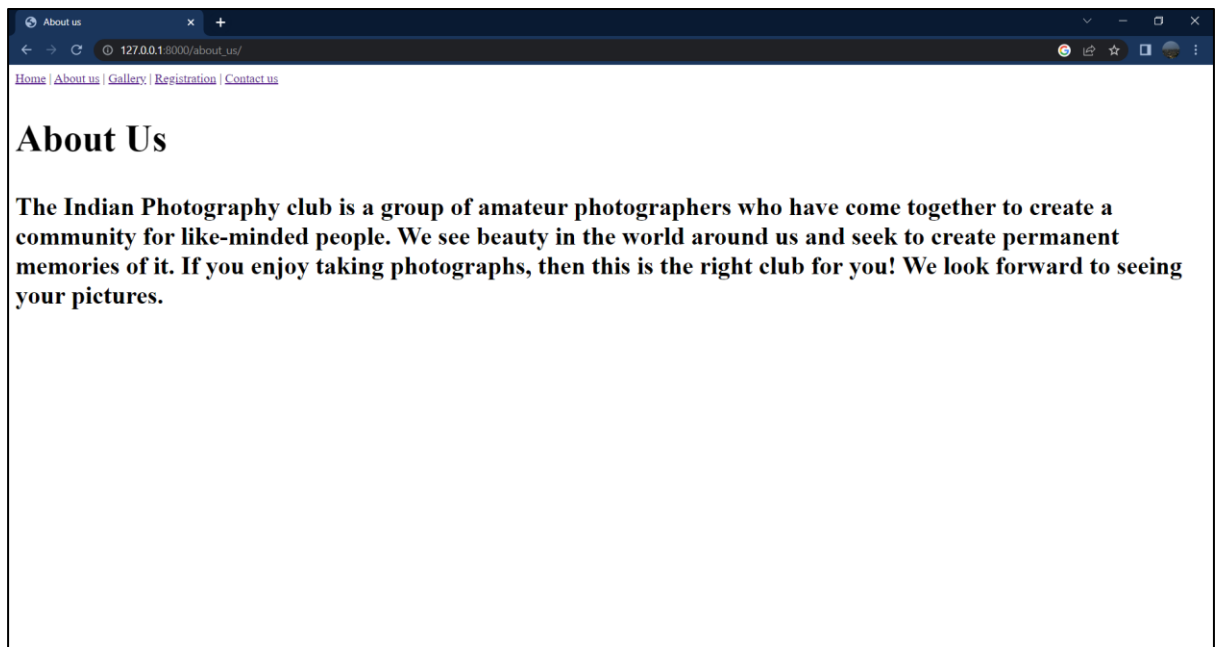 About us
127.0.0.1:8000/about_us/
Home | About us | Gallery | Registration | Contact us
About Us
The Indian Photography club is a group of amateur photographers who have come together to create a
community for like-minded people. We see beauty in the world around us and seek to create permanent
memories of it. If you enjoy taking photographs, then this is the right club for you! We look forward to seeing
your pictures.